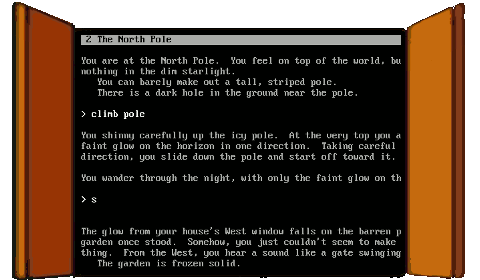 2 The North Pole
You are at the North Pole. You feel on top of the world, bu
nothing in the dim starlight.
You can barely make out a tall, striped pole.
There is a dark hole in the ground near the pole.
> climb pole
You shinny carefully up the icy pole. At the very top you a
faint glow on the horizon in one direction. Taking careful
direction, you slide down the pole and start off toward it.
You wander through the night, with only the faint glow on th
> s
The glow from your house's West window falls on the barren p
garden once stood. Somehow, you just couldn't seem to make
thing. From the West, you hear a sound like a gate swinging
The garden is frozen solid.